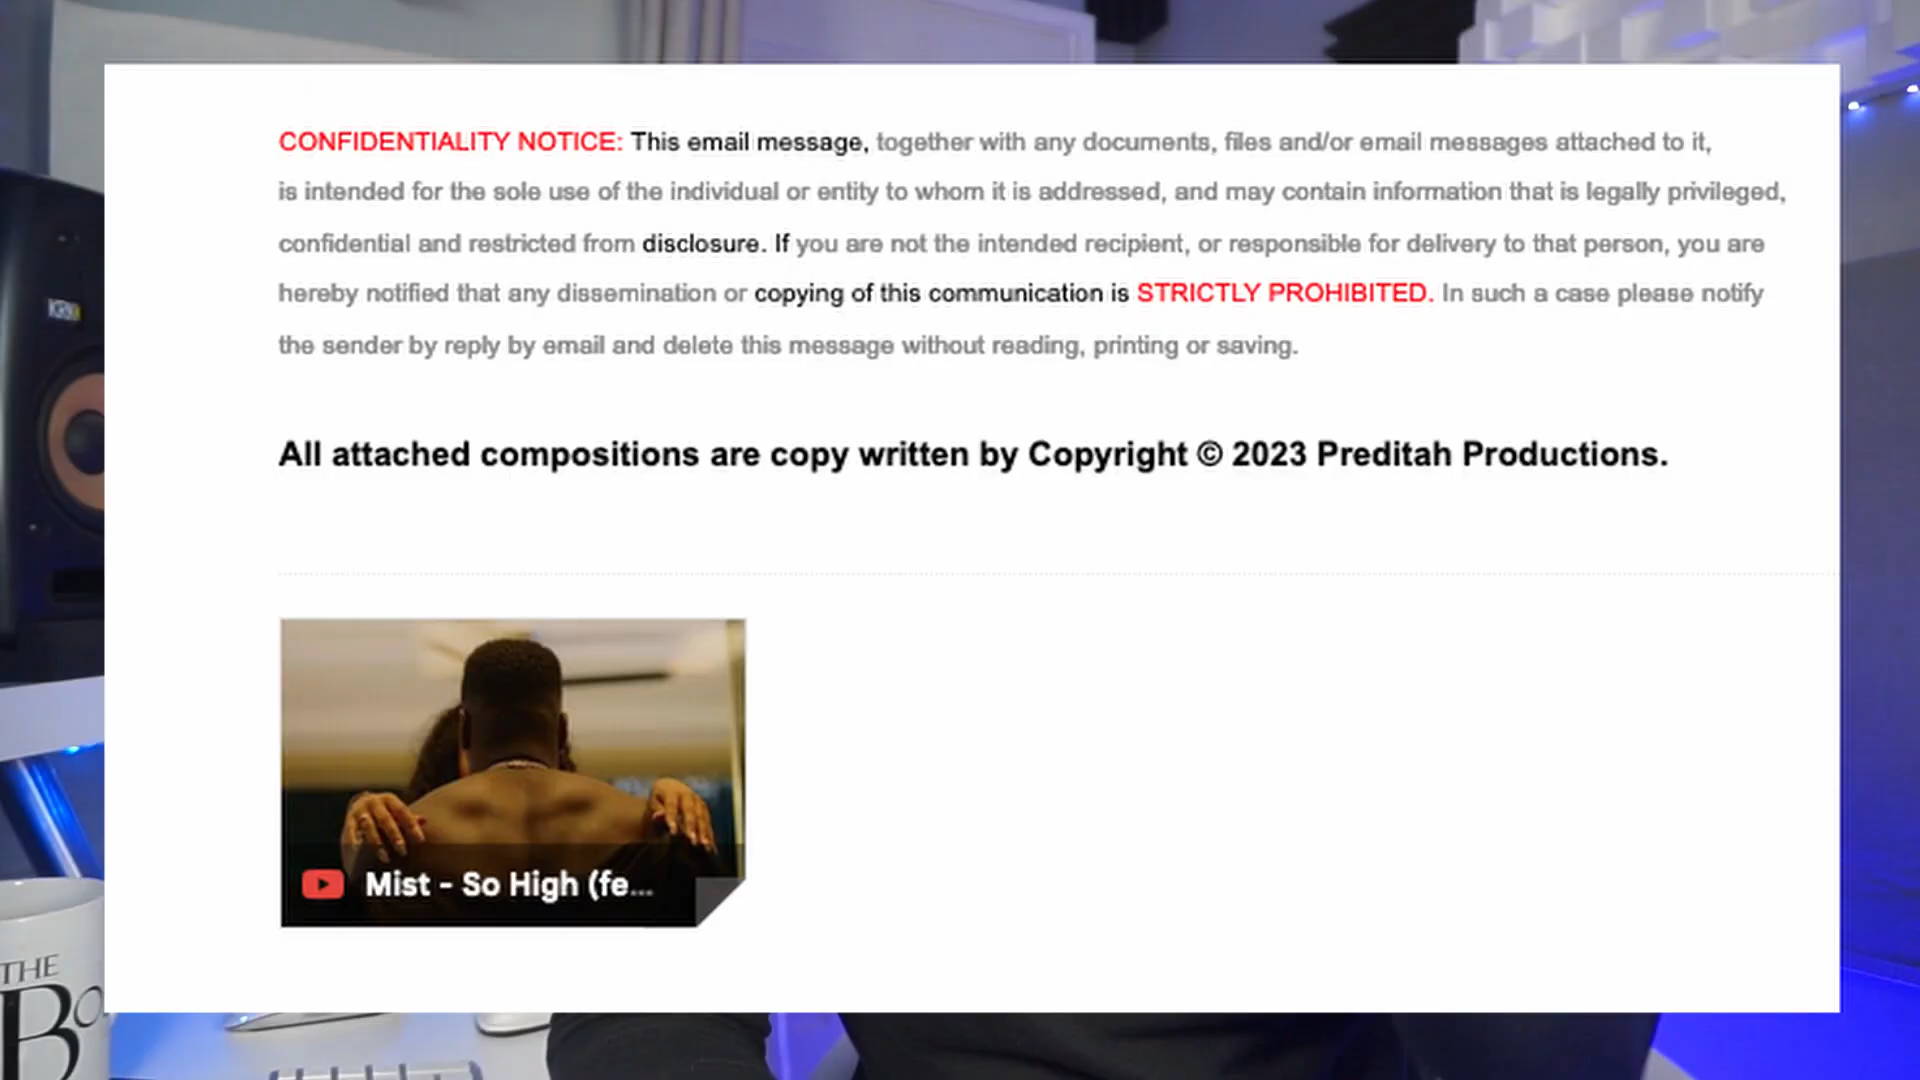 CONFIDENTIALITY NOTICE: This email message, together with any documents, files and/or email messages attached to it,
is intended for the sole use of the individual or entity to whom it is addressed, and may contain information that is legally privileged,
confidential and restricted from disclosure. If you are not the intended recipient, or responsible for delivery to that person, you are
hereby notified that any dissemination or copying of this communication is STRICTLY PROHIBITED. In such a case please notify
the sender by reply by email and delete this message without reading, printing or saving.
All attached compositions are copy written by Copyright © 2023 Preditah Productions.
Mist - So High (fe...
KRK
THE